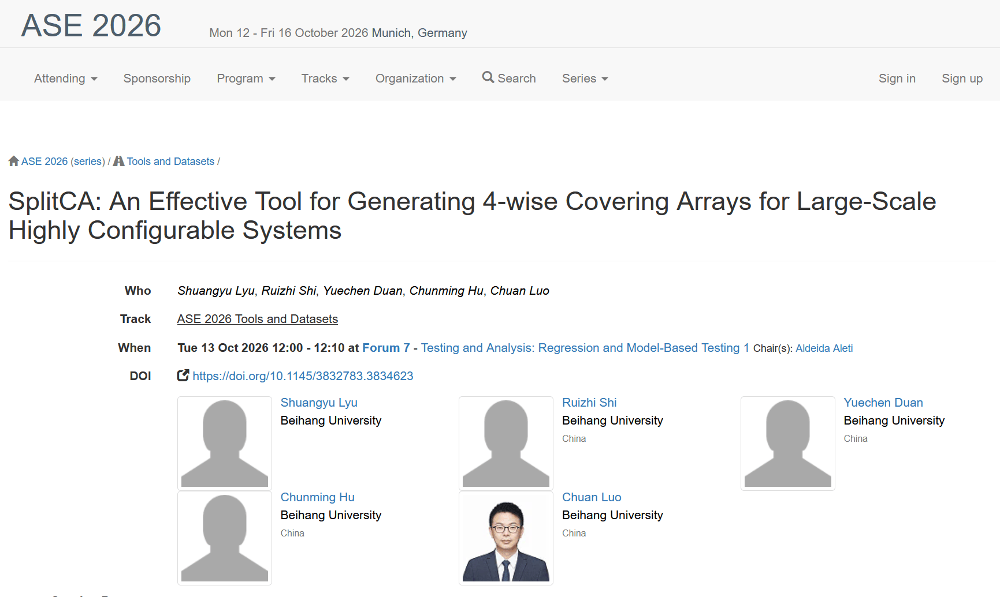 ASE 2026
Mon 12 - Fri 16 October 2026 Munich, Germany
Attending Sponsorship Program Tracks Organization Search Series Sign in Sign up
ASE 2026 (series) / Tools and Datasets /
SplitCA: An Effective Tool for Generating 4-wise Covering Arrays for Large-Scale
Highly Configurable Systems
Who Shuangyu Lyu, Ruizhi Shi, Yuechen Duan, Chunming Hu, Chuan Luo
Track ASE 2026 Tools and Datasets
When Tue 13 Oct 2026 12:00 - 12:10 at Forum 7 - Testing and Analysis: Regression and Model-Based Testing 1 Chair(s): Aldeida Aleti
DOI https://doi.org/10.1145/3832783.3834623
Shuangyu Lyu
Beihang University
Ruizhi Shi
Beihang University
China
Yuechen Duan
Beihang University
China
Chunming Hu
Beihang University
China
Chuan Luo
Beihang University
China